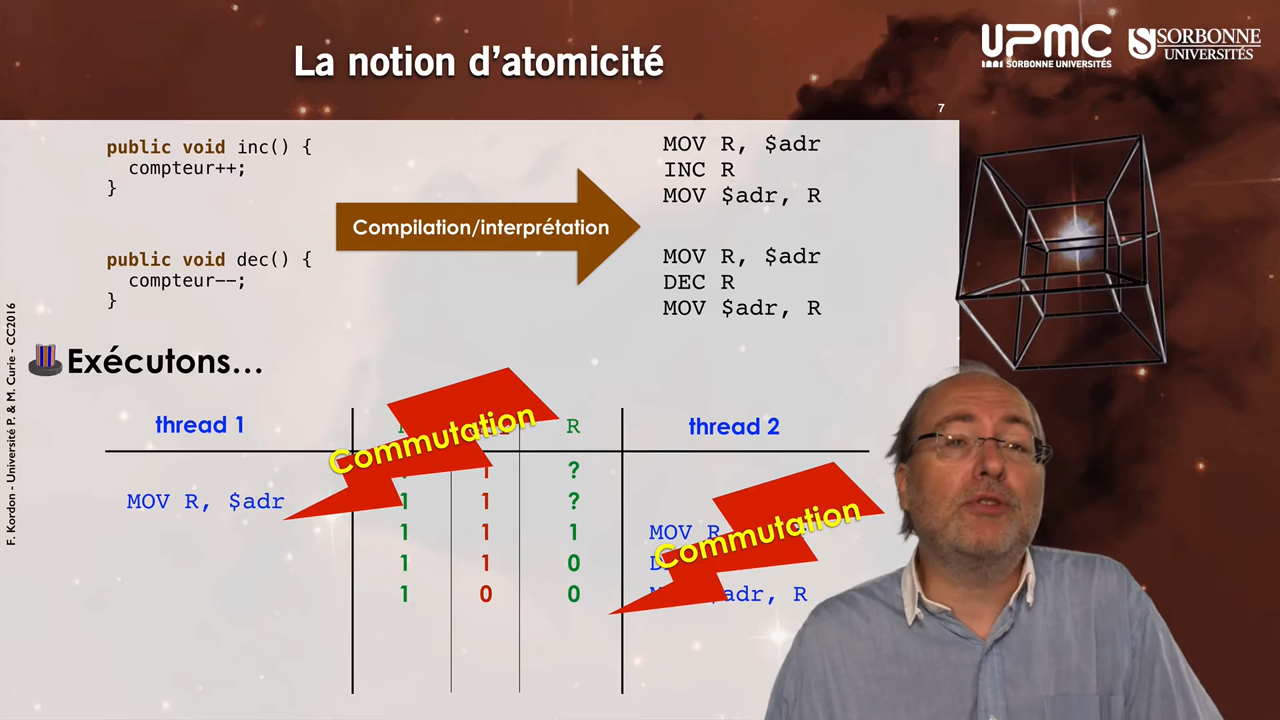 La notion d'atomicité
UPMC
SORBONNE UNIVERSITÉS
SORBONNE
UNIVERSITÉS
7
public void inc() {
compteur++;
}
public void dec() {
compteur--;
}
Compilation/interprétation
MOV R, $adr
INC R
MOV $adr, R
MOV R, $adr
DEC R
MOV $adr, R
F. Kordon - Université P. & M. Curie - CC2016
Exécutons...
thread 1
R
thread 2
Commutation
1 ?
MOV R, $adr
1 1 ?
1 1 1
MOV R
1 1 0
1 0 0
adr, R
Commutation